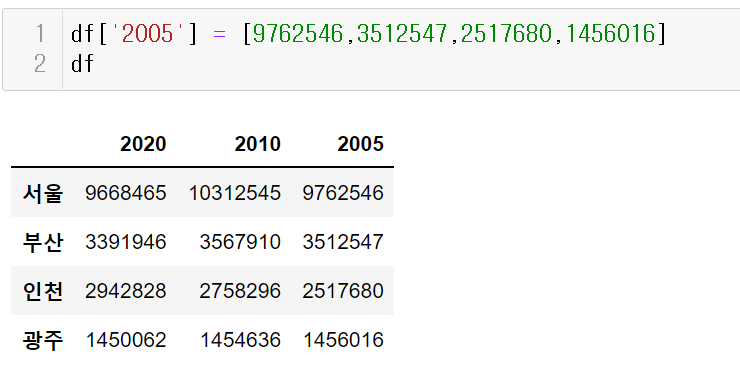 1 df['2005'] = [9762546,3512547,2517680,1456016]
2 df
2020 2010 2005
서울 9668465 10312545 9762546
부산 3391946 3567910 3512547
인천 2942828 2758296 2517680
광주 1450062 1454636 1456016